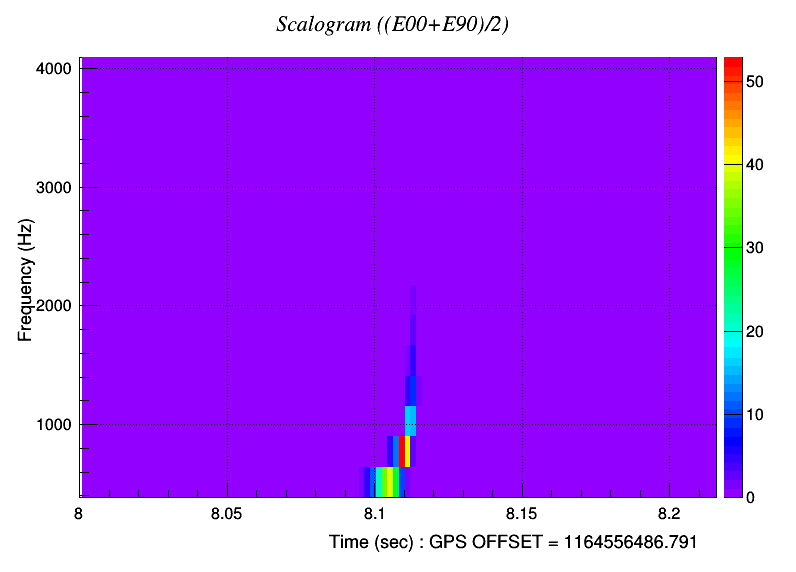 Scalogram ((E00+E90)/2)
Frequency (Hz)
4000
3000
2000
1000
50
40
30
20
10
0
8 8.05 8.1 8.15 8.2
Time (sec) : GPS OFFSET = 1164556486.791